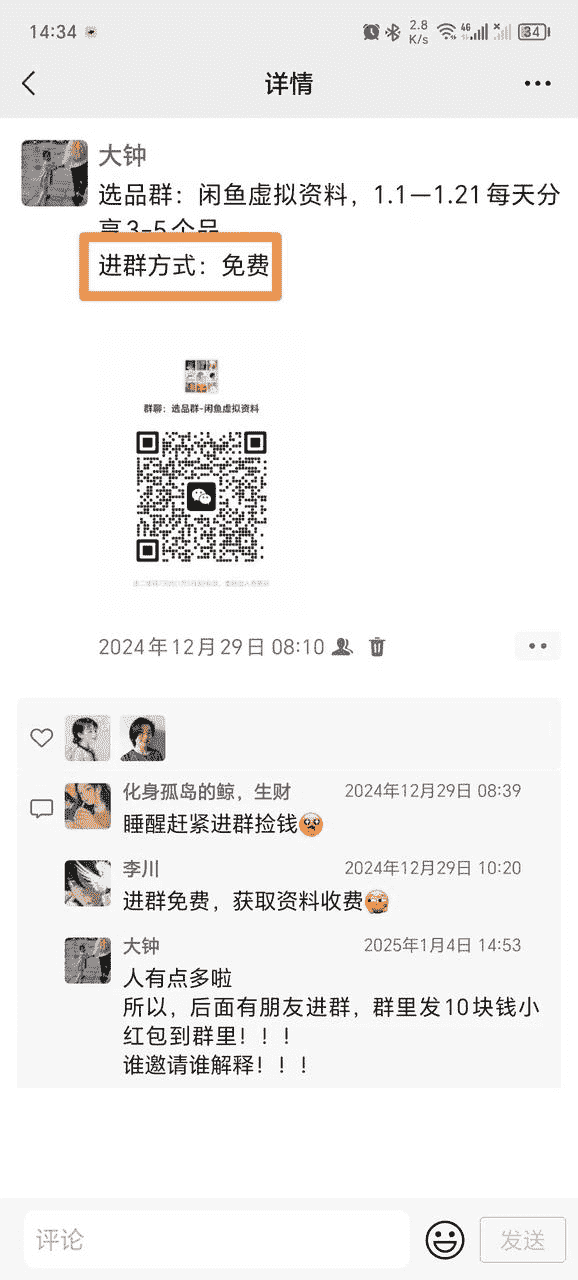 14:34
2.8
K/s
4G
34
详情
大钟
选品群：闲鱼虚拟资料，1.1—1.21每天分
享3-5个品
进群方式：免费
群聊：选品群-闲鱼虚拟资料
2024年12月29日 08:10
化身孤岛的鲸，生财
2024年12月29日 08:39
睡醒赶紧进群捡钱
李川
2024年12月29日 10:20
进群免费，获取资料收费
大钟
2025年1月4日 14:53
人有点多啦
所以，后面有朋友进群，群里发10块钱小
红包到群里！！！
谁邀请谁解释！！！
评论
发送